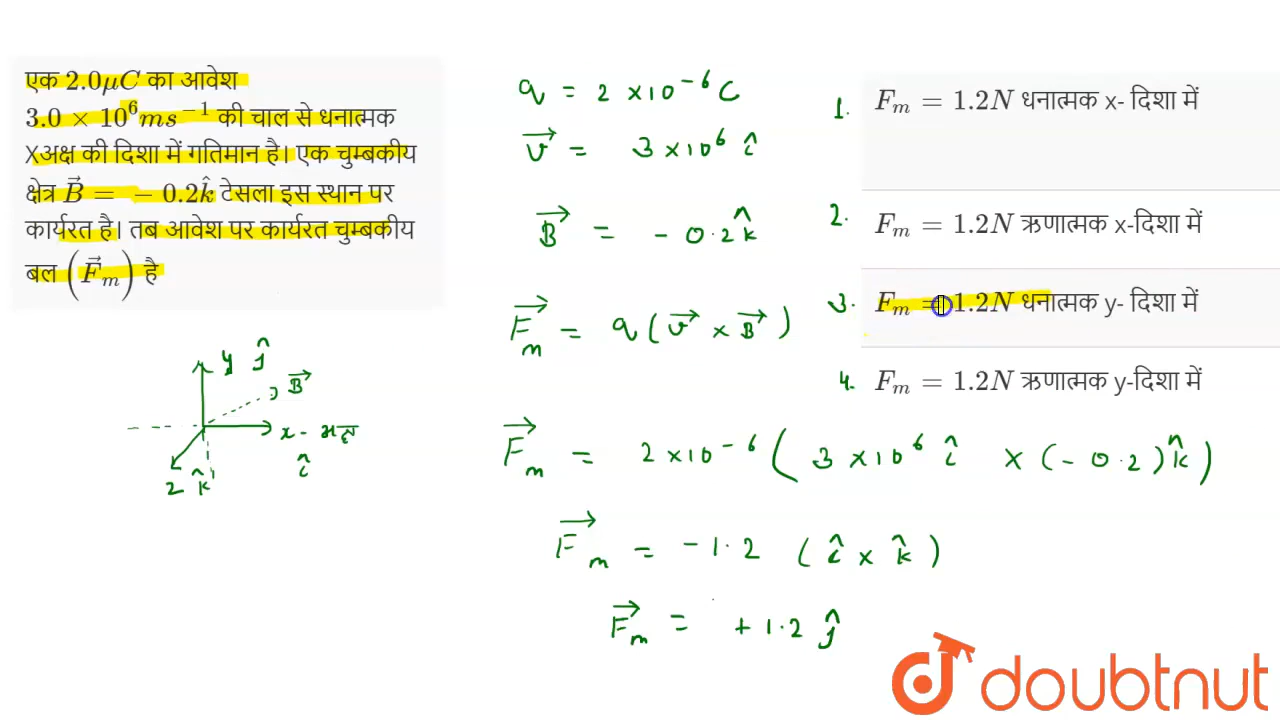 एक 2.0μC का आवेश
3.0 × 10⁶ms⁻¹ की चाल से धनात्मक
Xअक्ष की दिशा में गतिमान है। एक चुम्बकीय
क्षेत्र B⃗ = −0.2k̂ टेसला इस स्थान पर
कार्यरत है। तब आवेश पर कार्यरत चुम्बकीय
बल (F⃗ₘ) है
y ĵ
B⃗
x - अक्ष
î
z k̂
q = 2 × 10⁻⁶ C
v⃗ = 3 × 10⁶ î
B⃗ = - 0.2 k̂
F⃗ₘ = q (v⃗ × B⃗)
F⃗ₘ = 2 × 10⁻⁶ (3 × 10⁶ î × (- 0.2) k̂)
F⃗ₘ = - 1.2 (î × k̂)
F⃗ₘ = + 1.2 ĵ
1. Fₘ = 1.2N धनात्मक x- दिशा में
2. Fₘ = 1.2N ऋणात्मक x-दिशा में
3. Fₘ = 1.2N धनात्मक y- दिशा में
4. Fₘ = 1.2N ऋणात्मक y-दिशा में
doubtnut